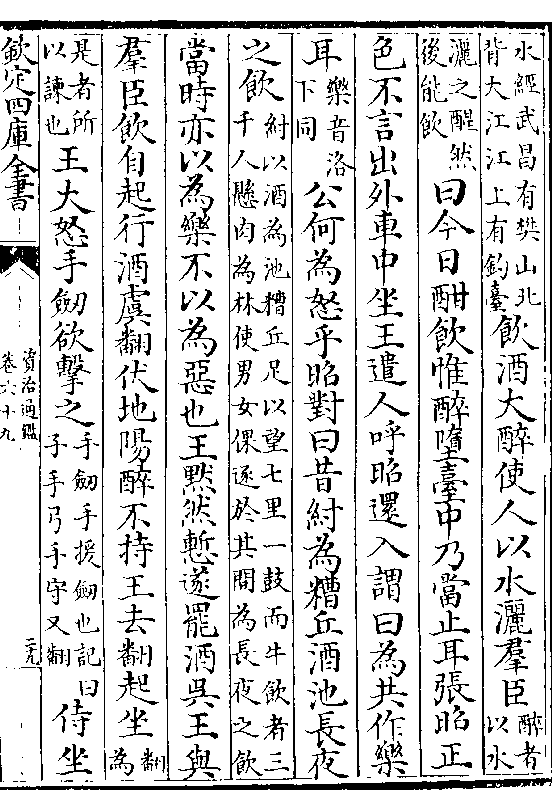 水經武昌有樊山北
背大江江上有釣臺飲酒大醉使人以水灑羣臣醉者
以水
灑之醒然
後能飲曰今日酣飲惟醉墮臺中乃當止耳張昭正
色不言出外車中坐王遣人呼昭還入謂曰為共作樂
耳樂音洛
下同公何為怒乎昭對曰昔紂為糟丘酒池長夜
之飲紂以酒為池糟丘足以望七里一鼓而牛飲者三
千人懸肉為林使男女倮逐於其間為長夜之飲
當時亦以為樂不以為惡也王黙然慙遂罷酒吳王與
羣臣飲自起行酒虞翻伏地陽醉不持王去翻起坐翻
為
是者所
以諫也王大怒手劒欲擊之手劒手援劒也記
子手弓手守又翻曰侍坐
欽定四庫全書
資治通鑑
卷六十九
二九